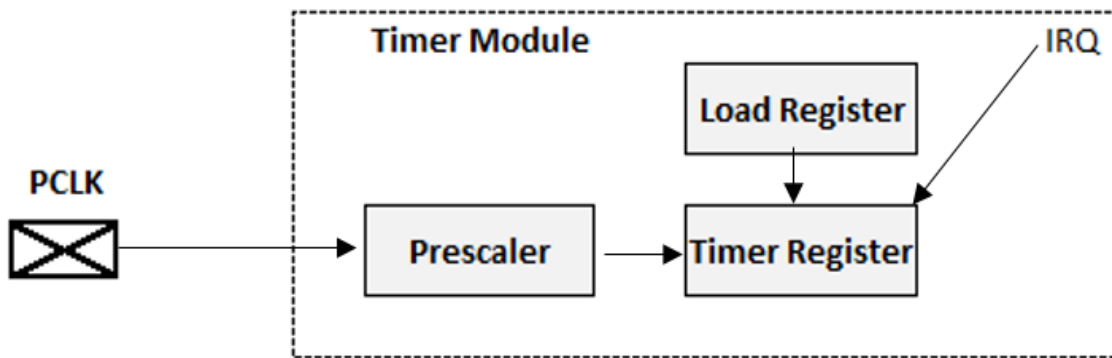 Timer Module
IRQ
Load Register
PCLK
Prescaler
Timer Register